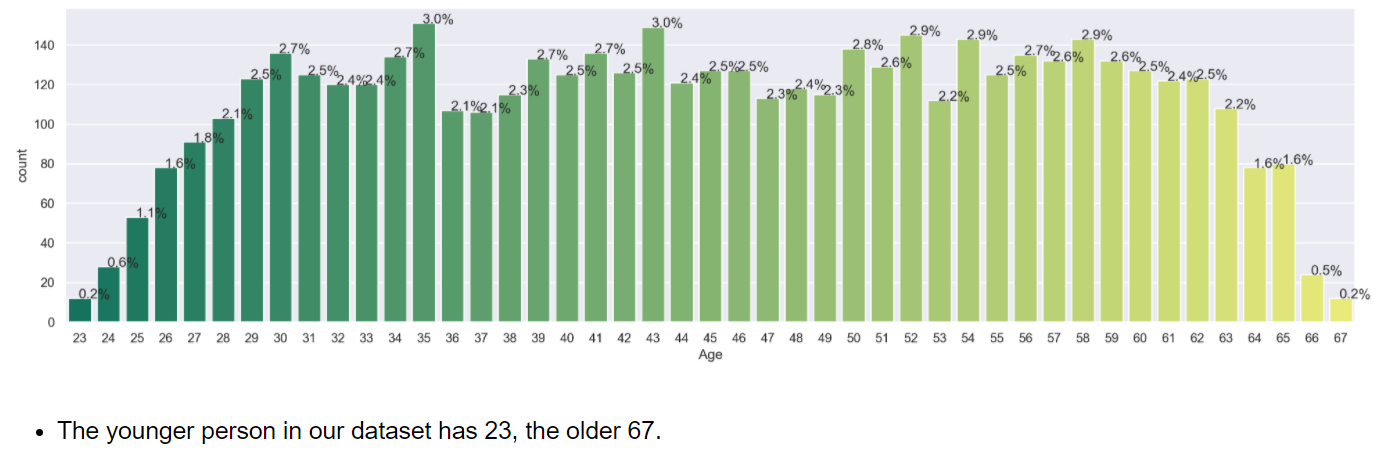 3.0% 3.0%
2.7% 2.7% 2.7% 2.7% 2.8% 2.9% 2.9% 2.7% 2.9%
2.5% 2.5% 2.4% 2.4% 2.5% 2.5% 2.4% 2.5% 2.5% 2.6% 2.5% 2.6% 2.6% 2.5% 2.4% 2.5%
2.1% 2.1% 2.1% 2.3% 2.3% 2.4% 2.3% 2.2% 2.2%
1.8%
1.6% 1.6% 1.6%
1.1%
0.6% 0.5%
0.2% 0.2%
140
120
100
80
60
40
20
0
count
23 24 25 26 27 28 29 30 31 32 33 34 35 36 37 38 39 40 41 42 43 44 45 46 47 48 49 50 51 52 53 54 55 56 57 58 59 60 61 62 63 64 65 66 67
Age
• The younger person in our dataset has 23, the older 67.